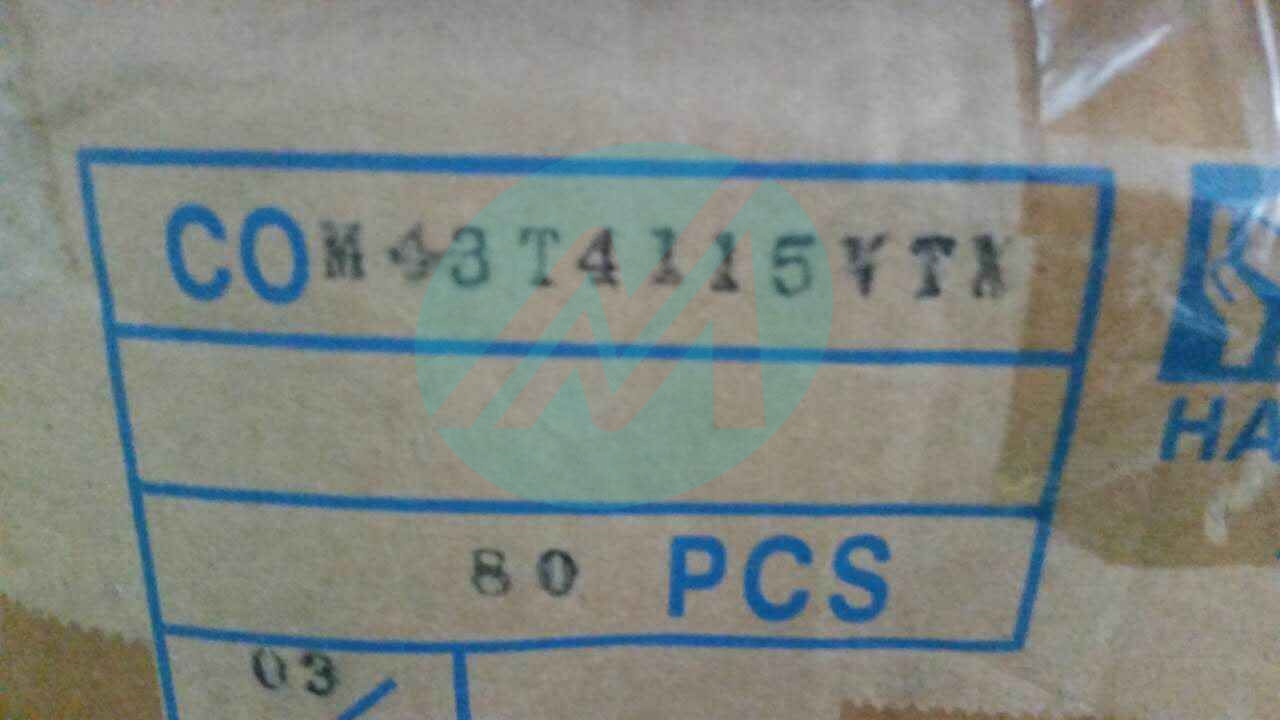 COM43T4115VTX
80 PCS
03/
HA